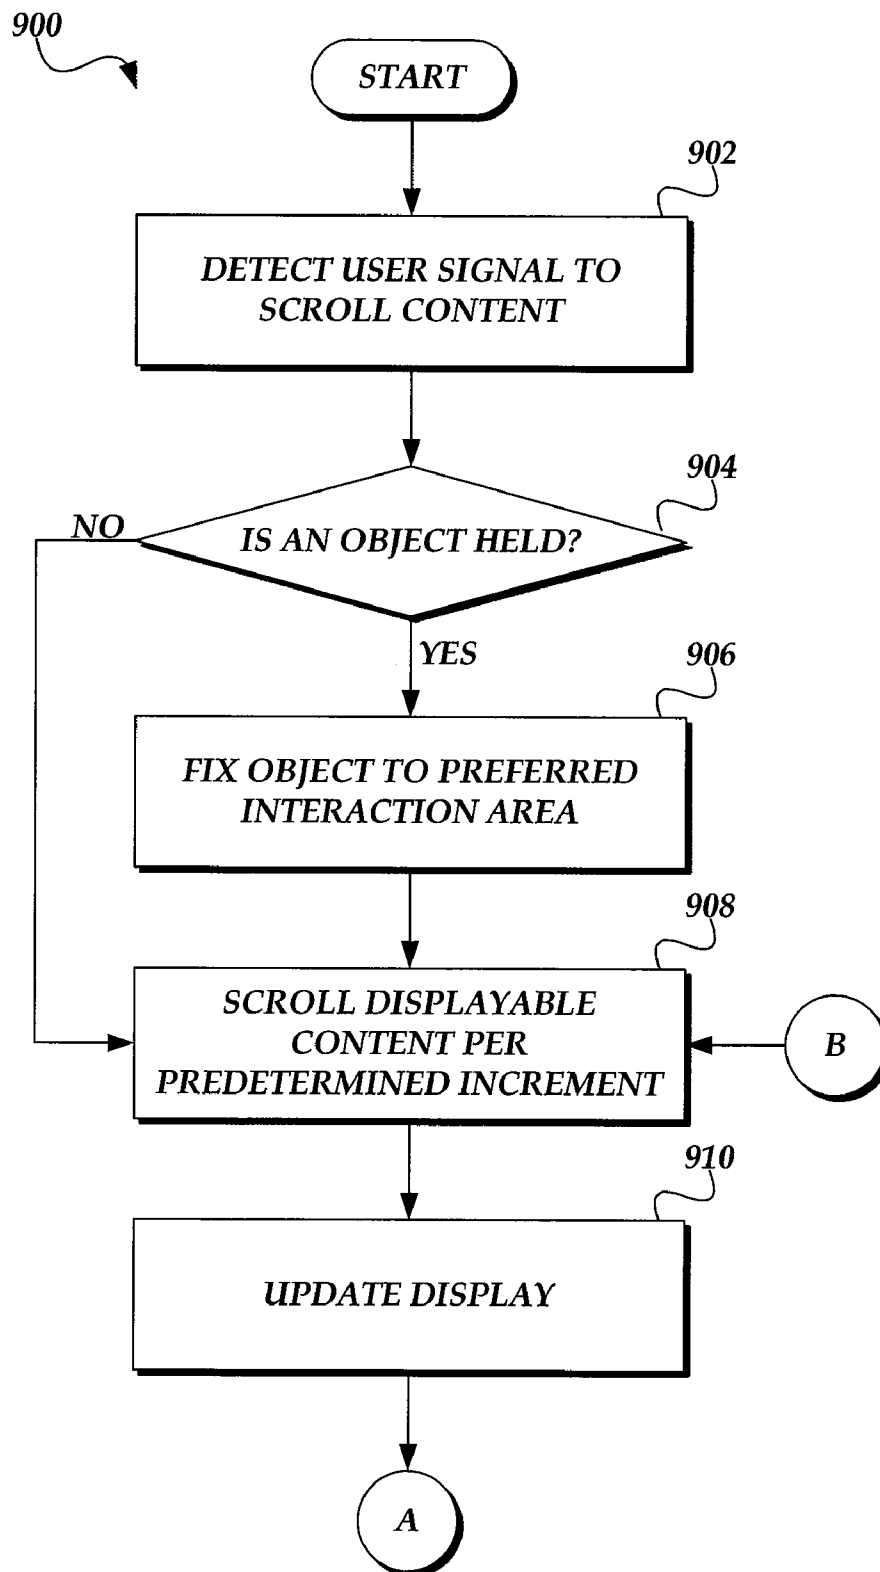 900
START
902
DETECT USER SIGNAL TO
SCROLL CONTENT
904
NO
IS AN OBJECT HELD?
YES
906
FIX OBJECT TO PREFERRED
INTERACTION AREA
908
SCROLL DISPLAYABLE
CONTENT PER
PREDETERMINED INCREMENT
B
910
UPDATE DISPLAY
A